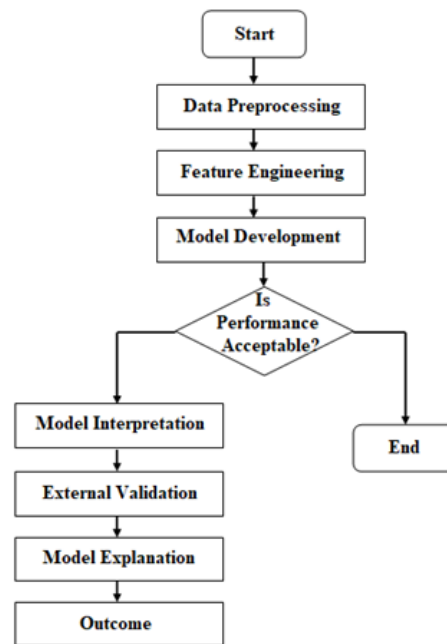 Start
Data Preprocessing
Feature Engineering
Model Development
Is
Performance
Acceptable?
Model Interpretation
End
External Validation
Model Explanation
Outcome